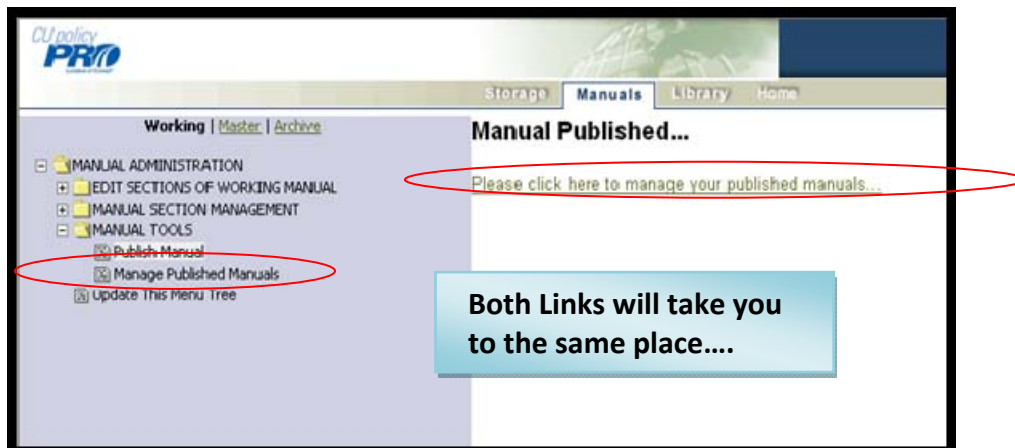 CU policy
PRO
Storage Manuals Library Home
Working | Master | Archive
MANUAL ADMINISTRATION
EDIT SECTIONS OF WORKING MANUAL
MANUAL SECTION MANAGEMENT
MANUAL TOOLS
Publish Manual
Manage Published Manuals
Update This Menu Tree
Manual Published...
Please click here to manage your published manuals...
Both Links will take you
to the same place....